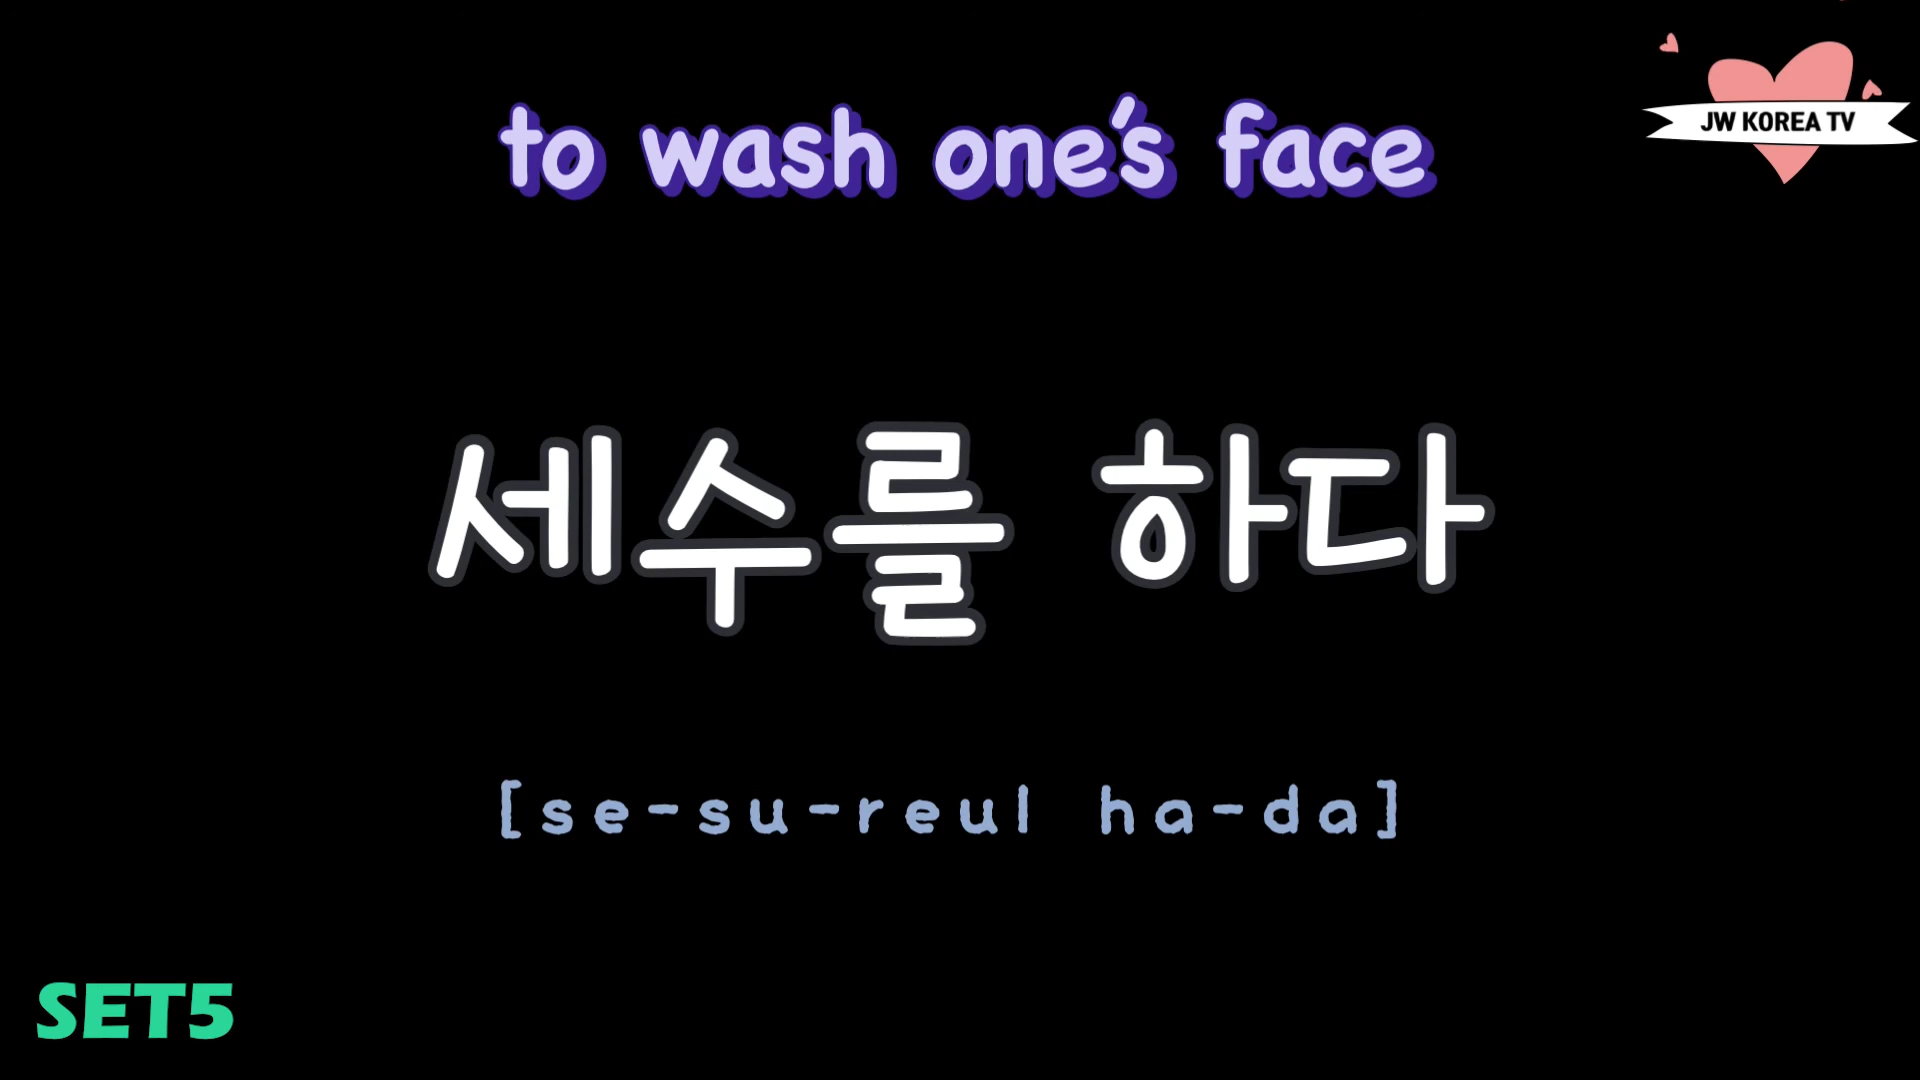 to wash one's face
JW KOREA TV
세수를 하다
[se-su-reul ha-da]
SET5